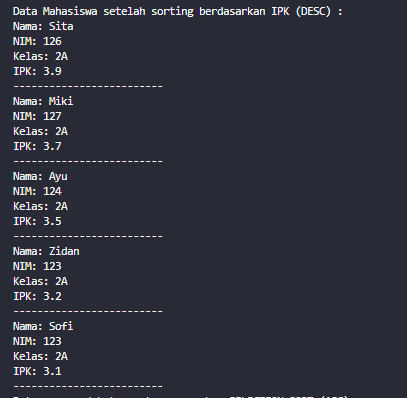 Data Mahasiswa setelah sorting berdasarkan IPK (DESC) :
Nama: Sita
NIM: 126
Kelas: 2A
IPK: 3.9
-------------------------
Nama: Miki
NIM: 127
Kelas: 2A
IPK: 3.7
-------------------------
Nama: Ayu
NIM: 124
Kelas: 2A
IPK: 3.5
-------------------------
Nama: Zidan
NIM: 123
Kelas: 2A
IPK: 3.2
-------------------------
Nama: Sofi
NIM: 123
Kelas: 2A
IPK: 3.1
-------------------------